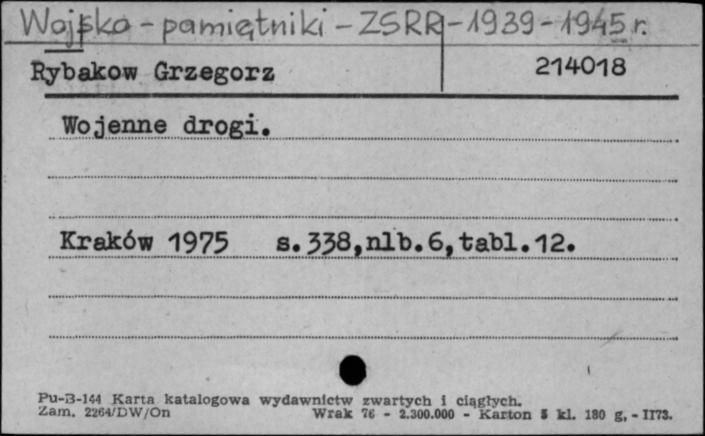 Wojsko - pamiętniki - ZSRR - 1939 - 1945 r.
Rybakow Grzegorz 214018
Wojenne drogi.
Kraków 1975 s.338,nlb.6,tabl.12.
Pu-B-144 Karta katalogowa wydawnictw zwartych i ciągłych.
Zam. 2264/DW/On Wrak 76 - 2.300.000 - Karton 5 kl. 180 g, - II73.